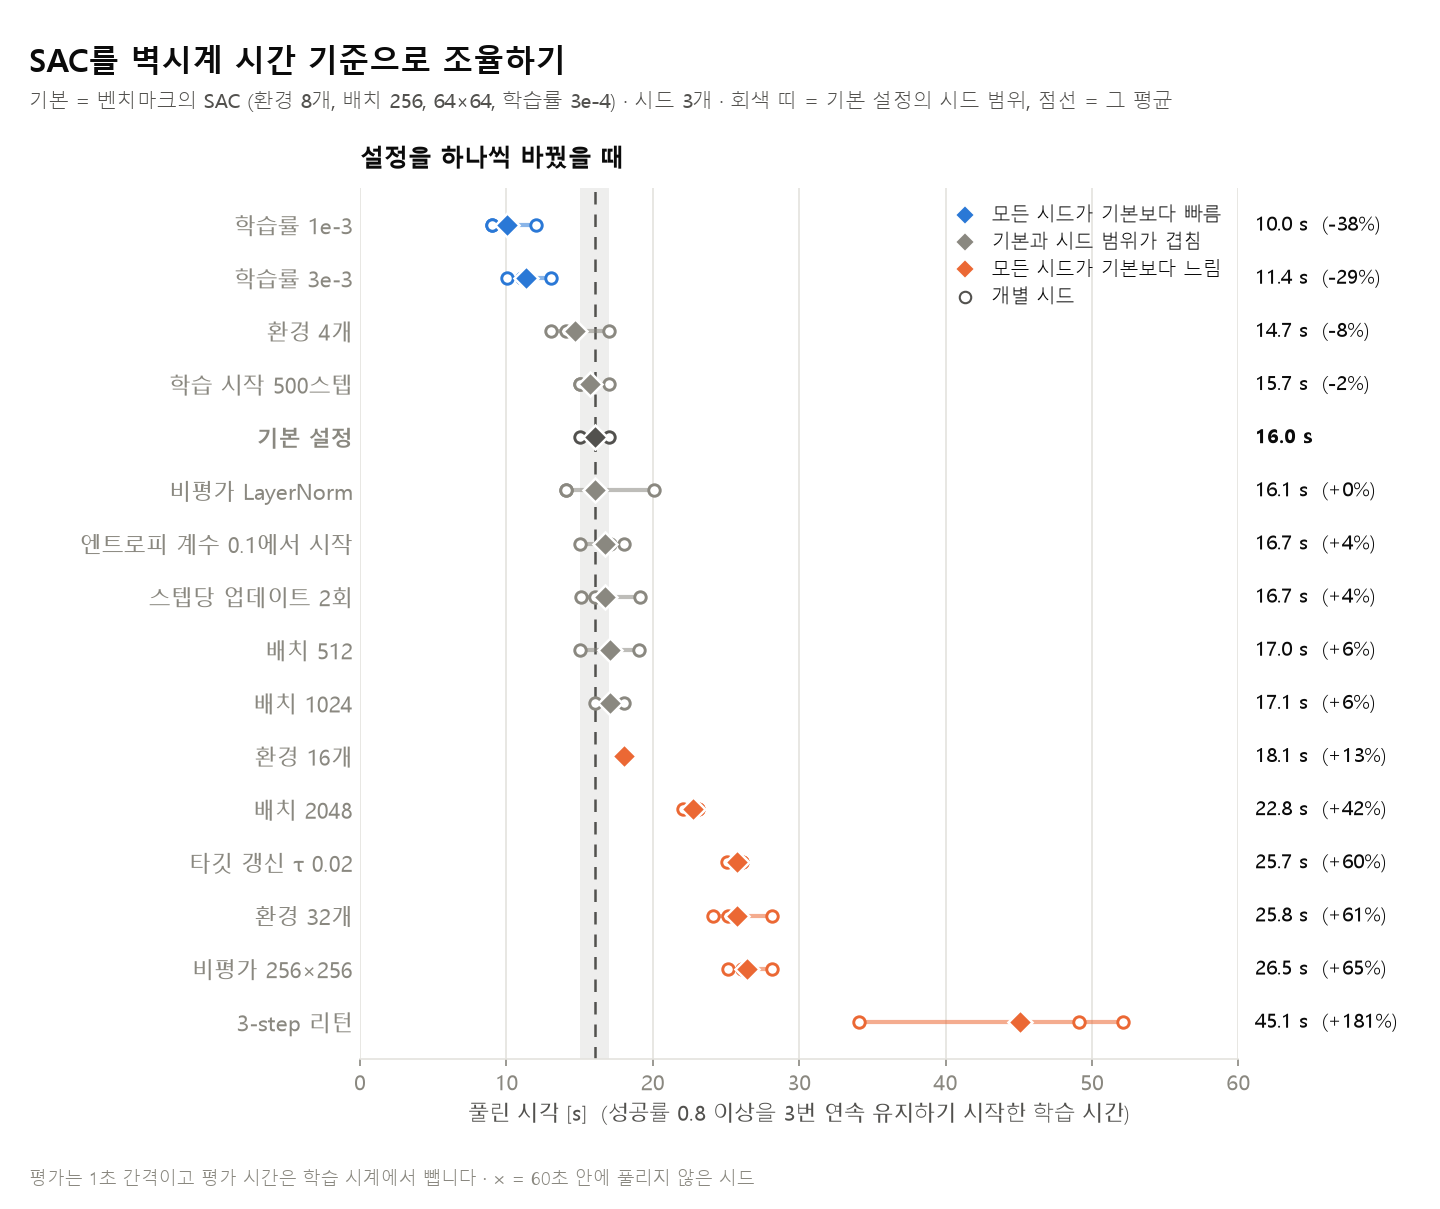 SAC를 벽시계 시간 기준으로 조율하기
기본 = 벤치마크의 SAC (환경 8개, 배치 256, 64×64, 학습률 3e-4) · 시드 3개 · 회색 띠 = 기본 설정의 시드 범위, 점선 = 그 평균
설정을 하나씩 바꿨을 때
모든 시드가 기본보다 빠름
기본과 시드 범위가 겹침
모든 시드가 기본보다 느림
개별 시드
학습률 1e-3 10.0 s (-38%)
학습률 3e-3 11.4 s (-29%)
환경 4개 14.7 s (-8%)
학습 시작 500스텝 15.7 s (-2%)
기본 설정 16.0 s
비평가 LayerNorm 16.1 s (+0%)
엔트로피 계수 0.1에서 시작 16.7 s (+4%)
스텝당 업데이트 2회 16.7 s (+4%)
배치 512 17.0 s (+6%)
배치 1024 17.1 s (+6%)
환경 16개 18.1 s (+13%)
배치 2048 22.8 s (+42%)
타깃 갱신 τ 0.02 25.7 s (+60%)
환경 32개 25.8 s (+61%)
비평가 256×256 26.5 s (+65%)
3-step 리턴 45.1 s (+181%)
0 10 20 30 40 50 60
풀린 시각 [s] (성공률 0.8 이상을 3번 연속 유지하기 시작한 학습 시간)
평가는 1초 간격이고 평가 시간은 학습 시계에서 뺍니다 · × = 60초 안에 풀리지 않은 시드